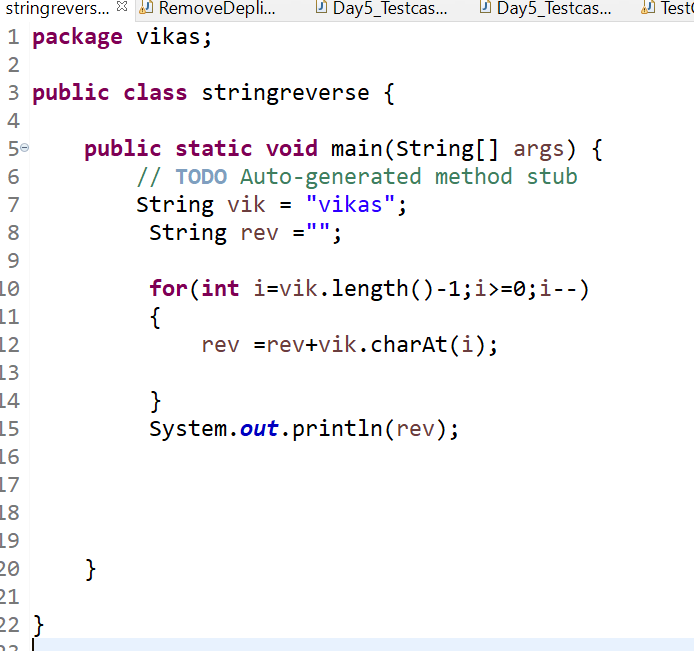 stringrevers... RemoveDepli... Day5_Testcas... Day5_Testcas...
1 package vikas;
2
3 public class stringreverse {
4
5 public static void main(String[] args) {
6 // TODO Auto-generated method stub
7 String vik = "vikas";
8 String rev ="";
9
10 for(int i=vik.length()-1;i>=0;i--)
11 {
12 rev =rev+vik.charAt(i);
13
14 }
15 System.out.println(rev);
16
17
18
19
20 }
21
22 }
23